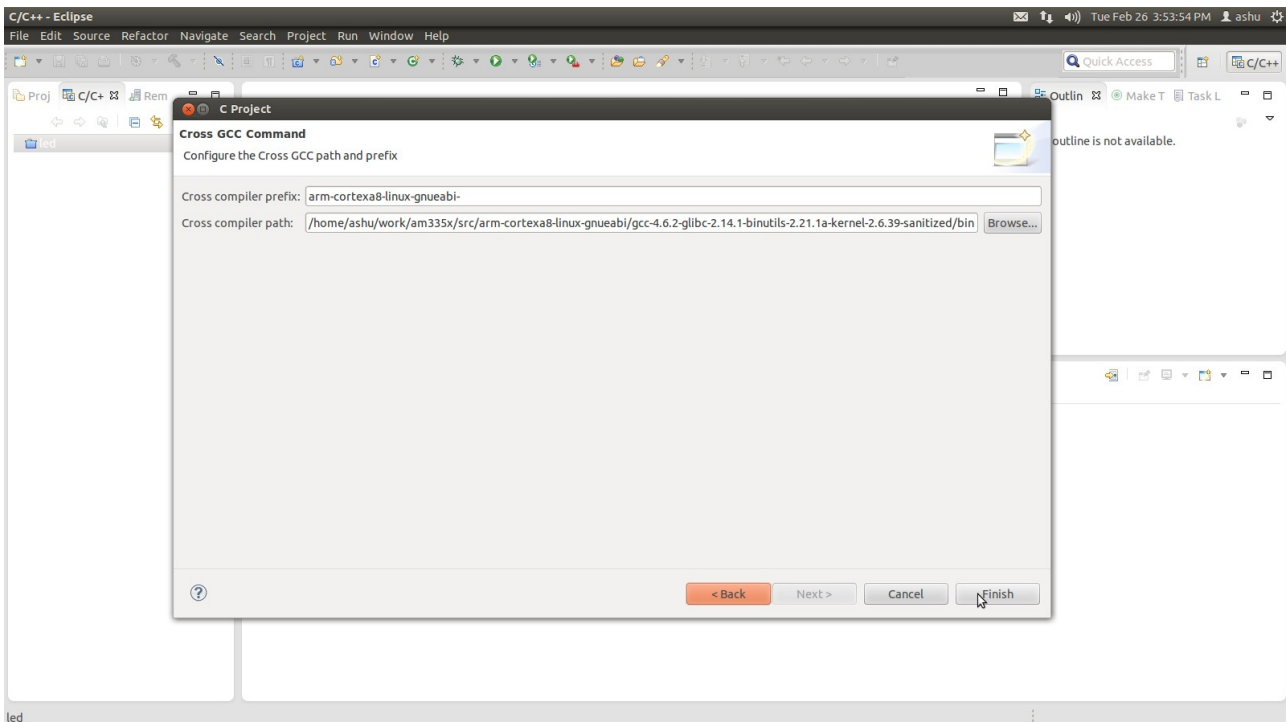 C/C++ - Eclipse
Tue Feb 26 3:53:54 PM ashu
File Edit Source Refactor Navigate Search Project Run Window Help
Quick Access
C/C++
Proj C/C+ Rem
Outlin Make T Task L
led
outline is not available.
C Project
Cross GCC Command
Configure the Cross GCC path and prefix
Cross compiler prefix: arm-cortexa8-linux-gnueabi-
Cross compiler path: /home/ashu/work/am335x/src/arm-cortexa8-linux-gnueabi/gcc-4.6.2-glibc-2.14.1-binutils-2.21.1a-kernel-2.6.39-sanitized/bin Browse...
< Back Next > Cancel Finish
led